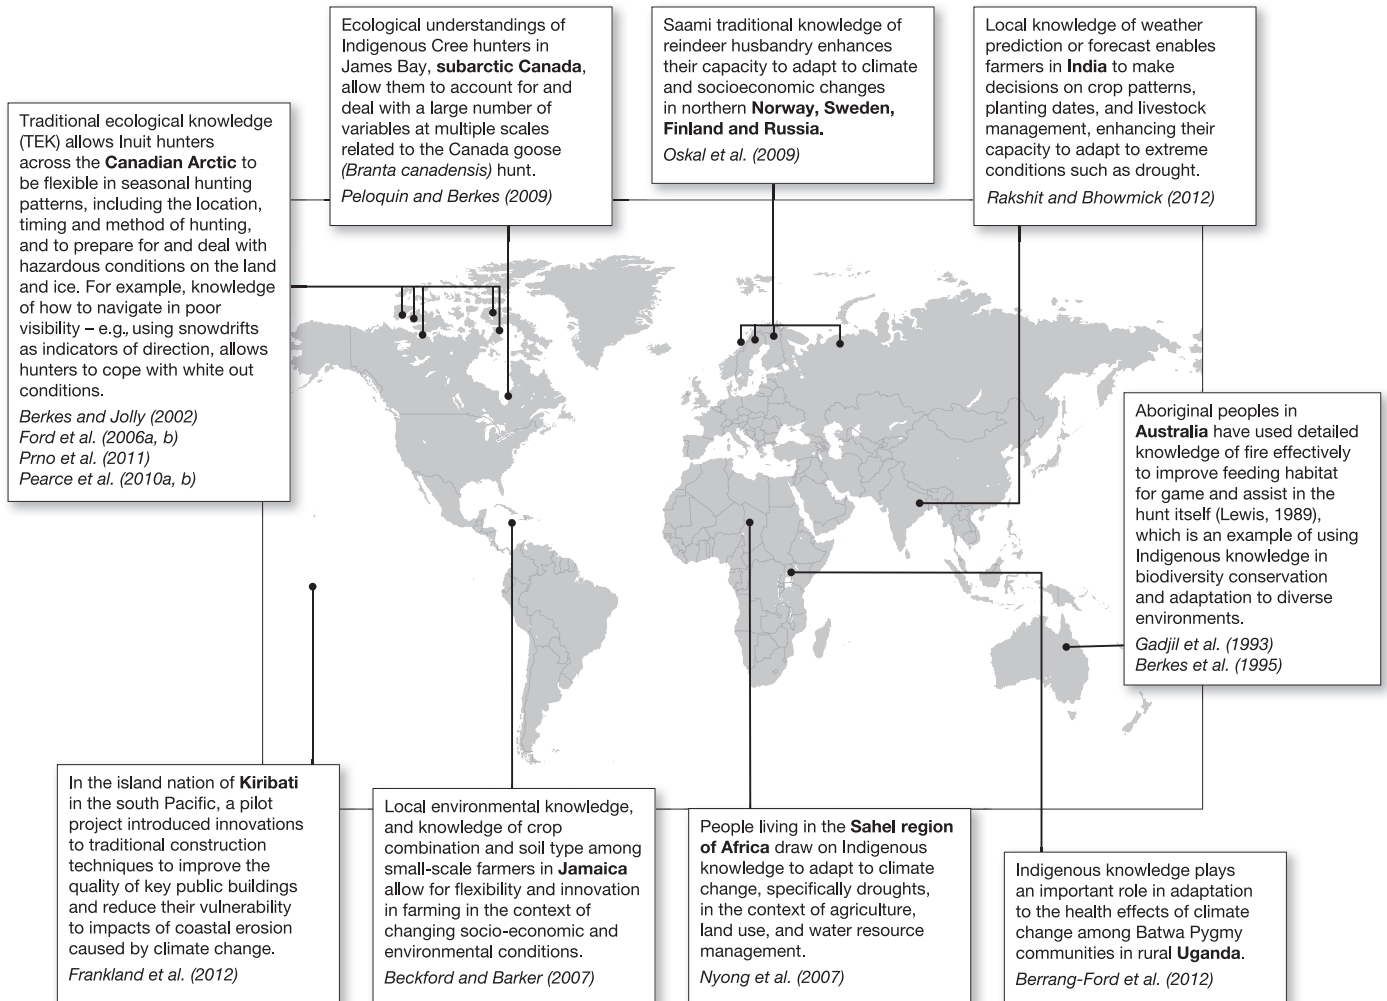 Ecological understandings of
Indigenous Cree hunters in
James Bay, subarctic Canada,
allow them to account for and
deal with a large number of
variables at multiple scales
related to the Canada goose
(Branta canadensis) hunt.
Peloquin and Berkes (2009)
Saami traditional knowledge of
reindeer husbandry enhances
their capacity to adapt to climate
and socioeconomic changes
in northern Norway, Sweden,
Finland and Russia.
Oskal et al. (2009)
Local knowledge of weather
prediction or forecast enables
farmers in India to make
decisions on crop patterns,
planting dates, and livestock
management, enhancing their
capacity to adapt to extreme
conditions such as drought.
Rakshit and Bhowmick (2012)
Traditional ecological knowledge
(TEK) allows Inuit hunters
across the Canadian Arctic to
be flexible in seasonal hunting
patterns, including the location,
timing and method of hunting,
and to prepare for and deal with
hazardous conditions on the land
and ice. For example, knowledge
of how to navigate in poor
visibility – e.g., using snowdrifts
as indicators of direction, allows
hunters to cope with white out
conditions.
Berkes and Jolly (2002)
Ford et al. (2006a, b)
Prno et al. (2011)
Pearce et al. (2010a, b)
Aboriginal peoples in
Australia have used detailed
knowledge of fire effectively
to improve feeding habitat
for game and assist in the
hunt itself (Lewis, 1989),
which is an example of using
Indigenous knowledge in
biodiversity conservation
and adaptation to diverse
environments.
Gadjil et al. (1993)
Berkes et al. (1995)
In the island nation of Kiribati
in the south Pacific, a pilot
project introduced innovations
to traditional construction
techniques to improve the
quality of key public buildings
and reduce their vulnerability
to impacts of coastal erosion
caused by climate change.
Frankland et al. (2012)
Local environmental knowledge,
and knowledge of crop
combination and soil type among
small-scale farmers in Jamaica
allow for flexibility and innovation
in farming in the context of
changing socio-economic and
environmental conditions.
Beckford and Barker (2007)
People living in the Sahel region
of Africa draw on Indigenous
knowledge to adapt to climate
change, specifically droughts,
in the context of agriculture,
land use, and water resource
management.
Nyong et al. (2007)
Indigenous knowledge plays
an important role in adaptation
to the health effects of climate
change among Batwa Pygmy
communities in rural Uganda.
Berrang-Ford et al. (2012)